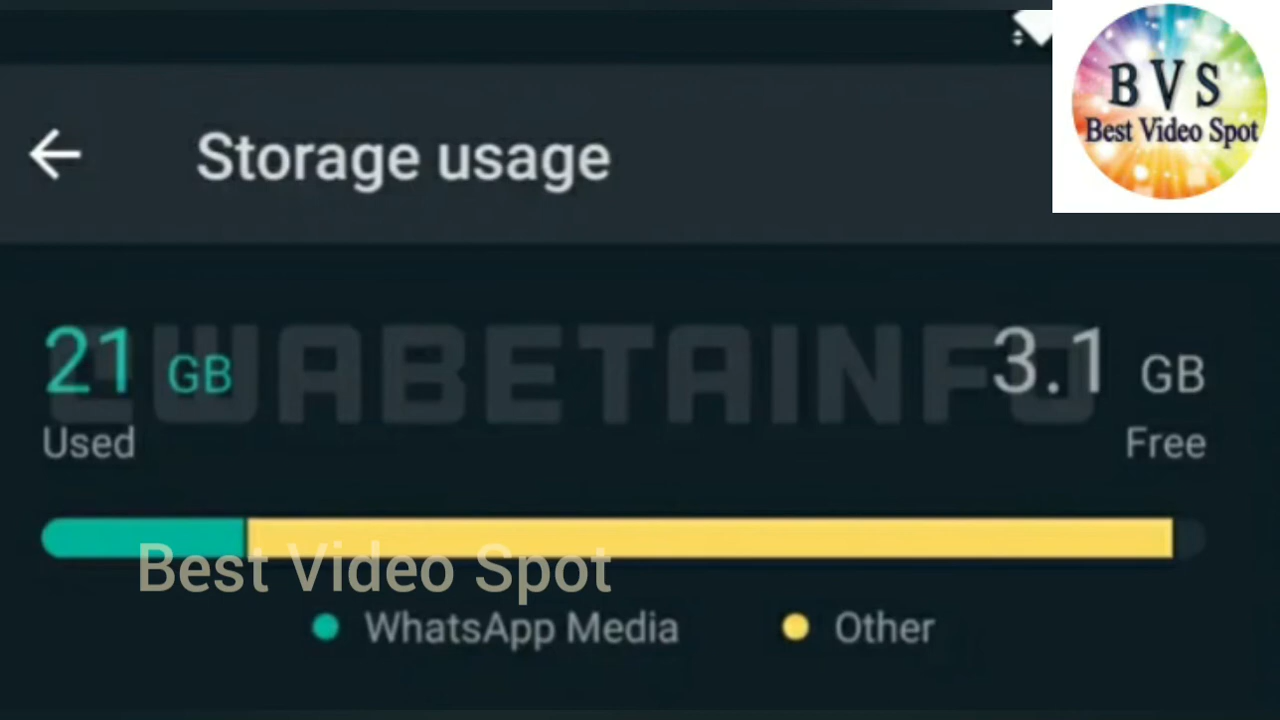 B V S
Best Video Spot
Storage usage
21 GB
3.1 GB
Used
Free
WABETAINFO
Best Video Spot
WhatsApp Media
Other